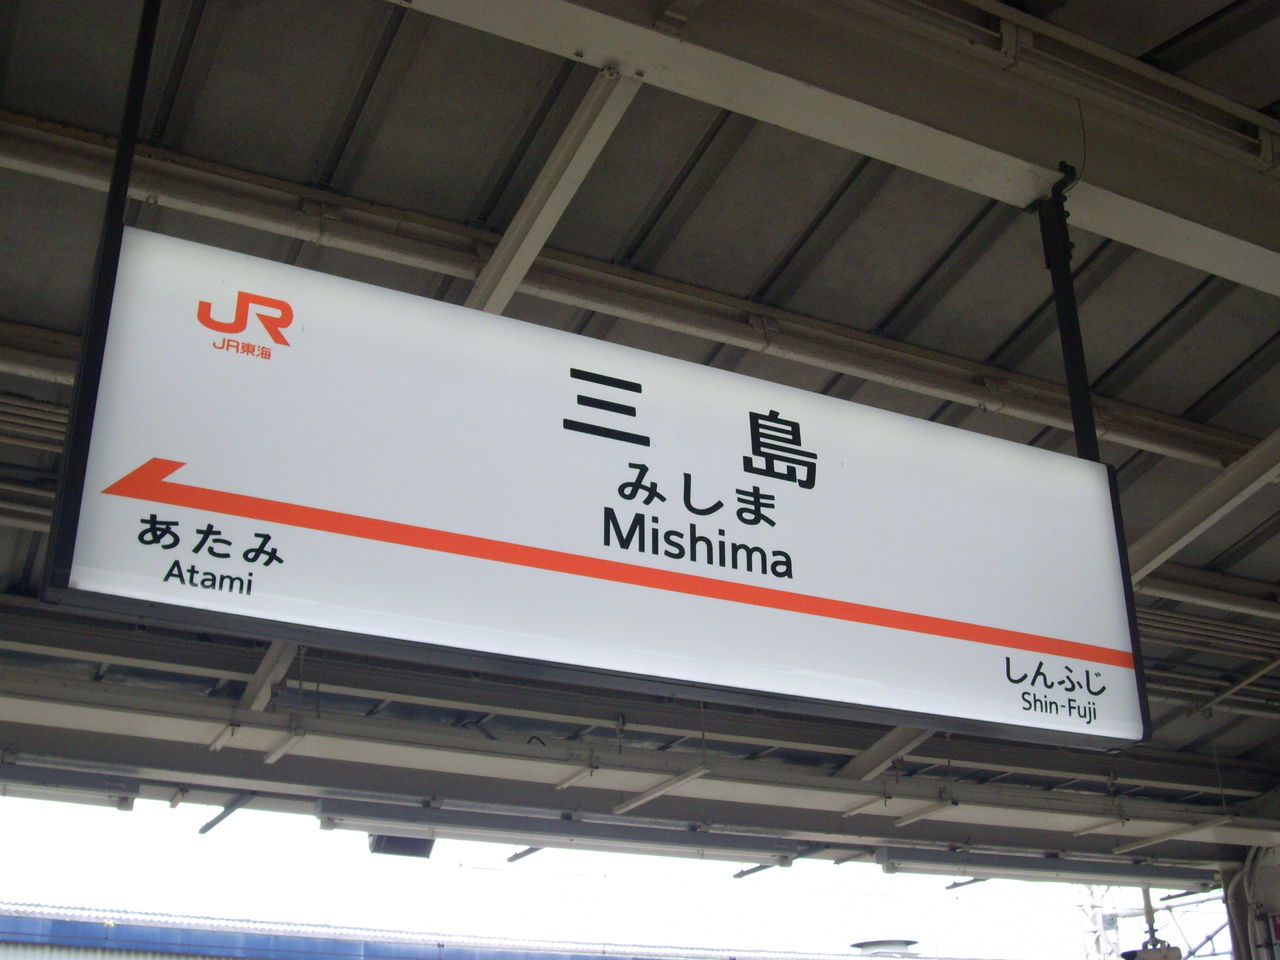 JR
JR東海
三島
みしま
Mishima
あたみ
Atami
しんふじ
Shin-Fuji